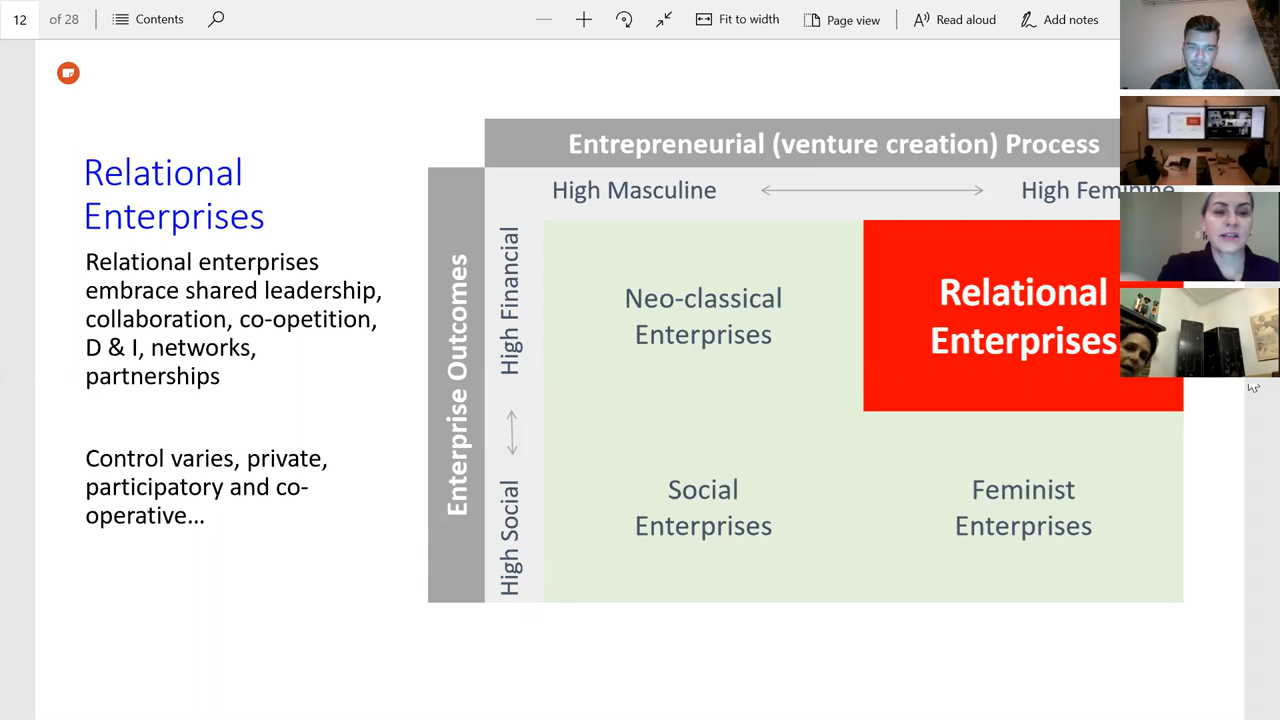 12 of 28 Contents Fit to width Page view Read aloud Add notes
Relational
Enterprises
Relational enterprises
embrace shared leadership,
collaboration, co-opetition,
D & I, networks,
partnerships
Control varies, private,
participatory and co-
operative…
Entrepreneurial (venture creation) Process
High Masculine High Feminine
Enterprise Outcomes
High Financial
High Social
Neo-classical
Enterprises
Relational
Enterprises
Social
Enterprises
Feminist
Enterprises